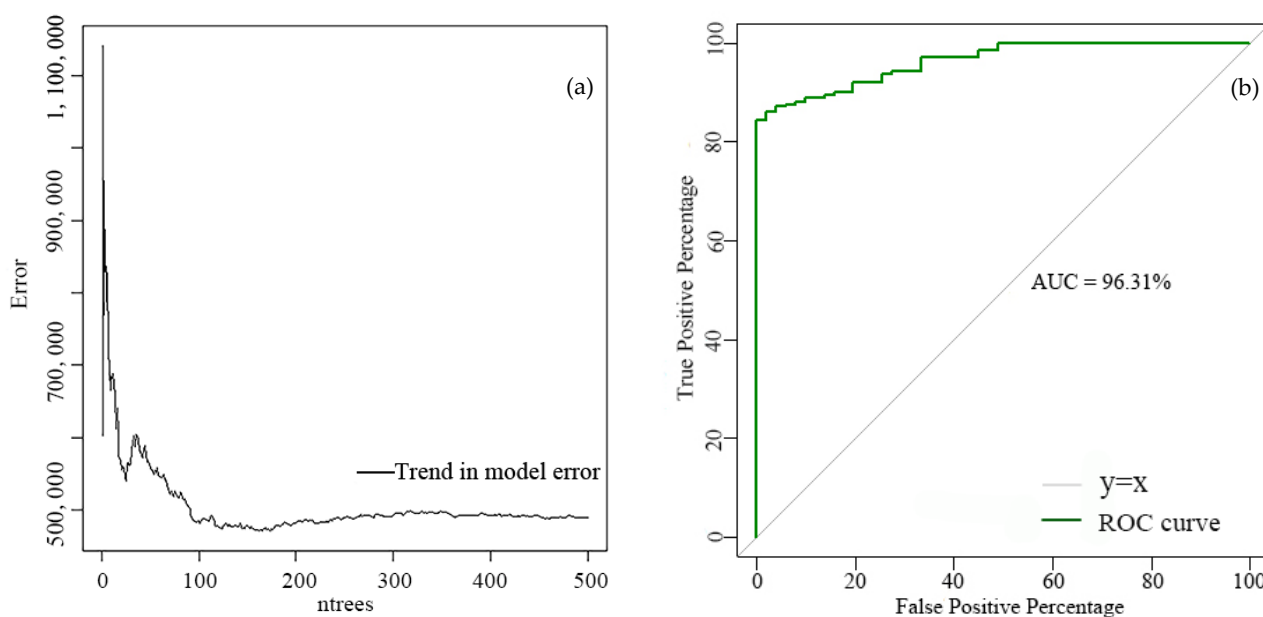 (a)
Error
1,100,000
900,000
700,000
500,000
Trend in model error
0 100 200 300 400 500
ntrees
(b)
True Positive Percentage
100
80
60
40
20
0
AUC = 96.31%
y=x
ROC curve
0 20 40 60 80 100
False Positive Percentage